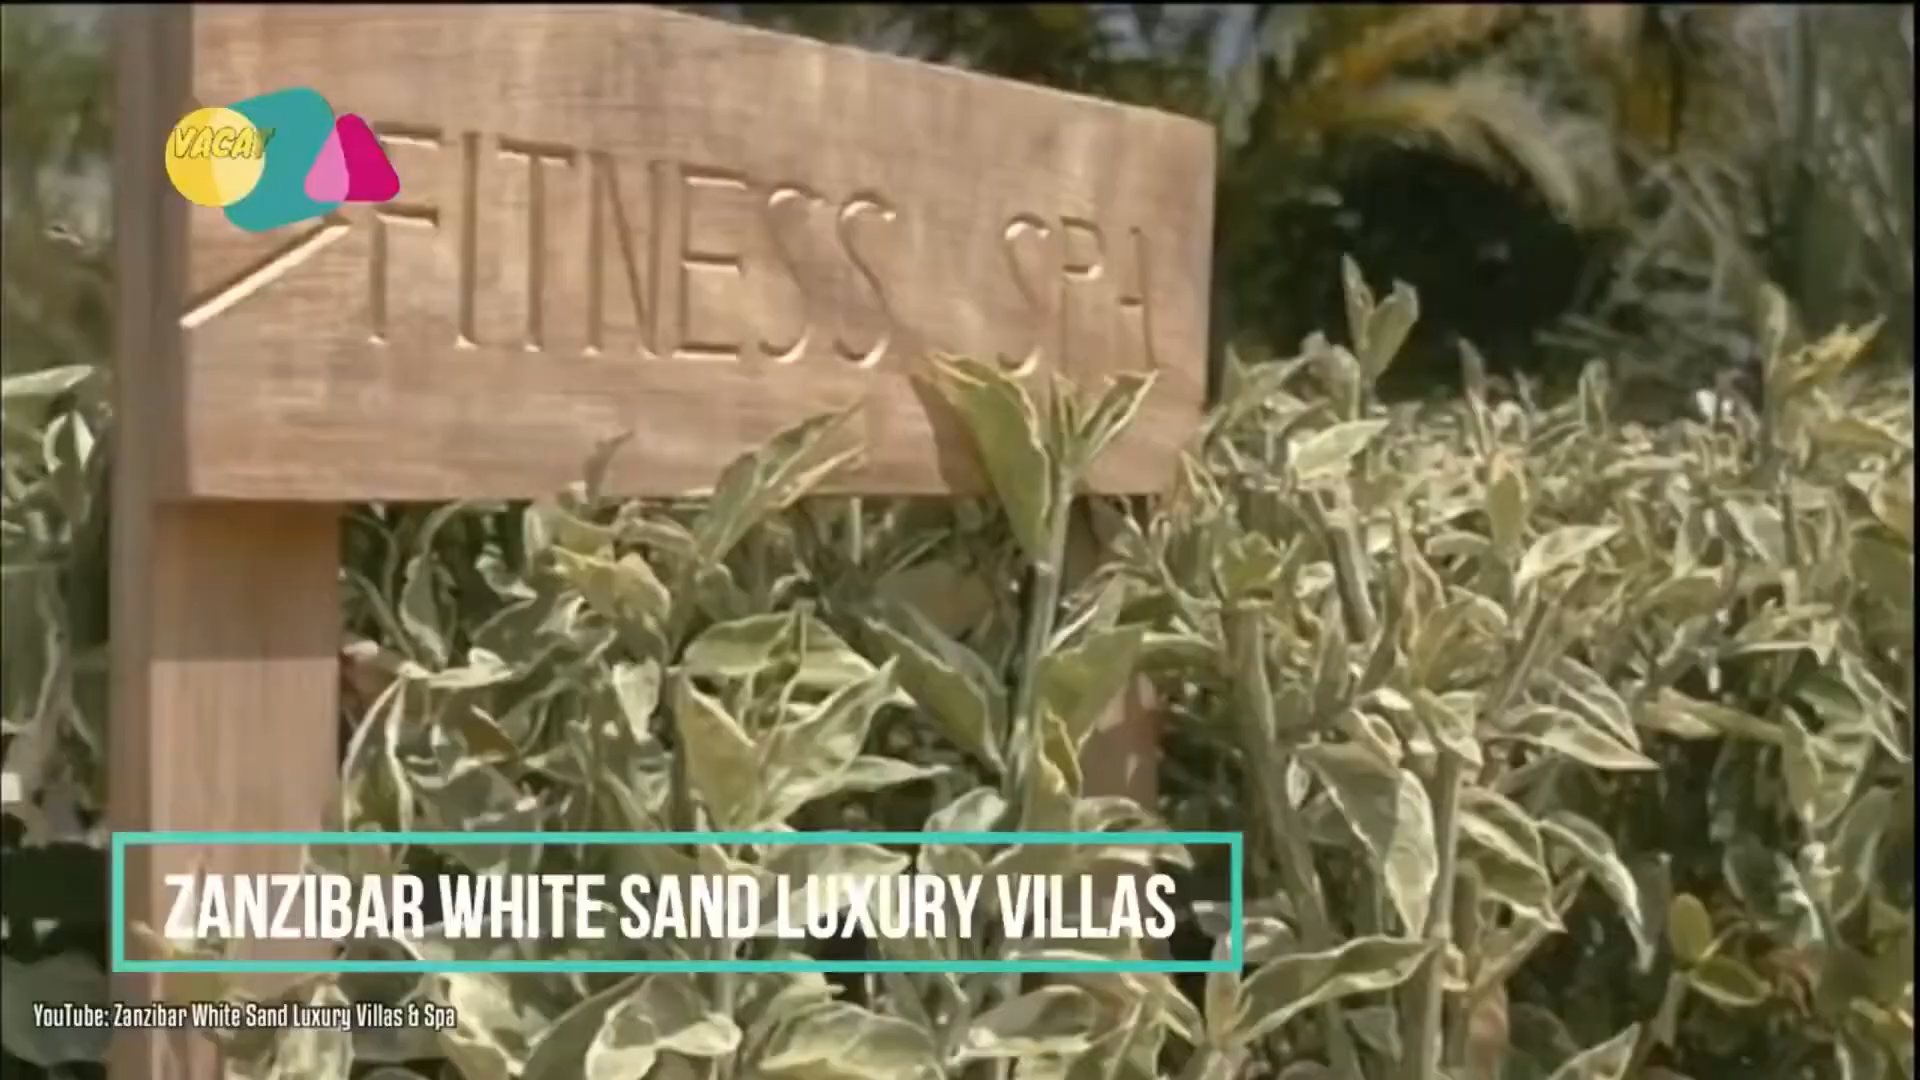 VACAY
FITNESS SPA
ZANZIBAR WHITE SAND LUXURY VILLAS
YouTube: Zanzibar White Sand Luxury Villas & Spa